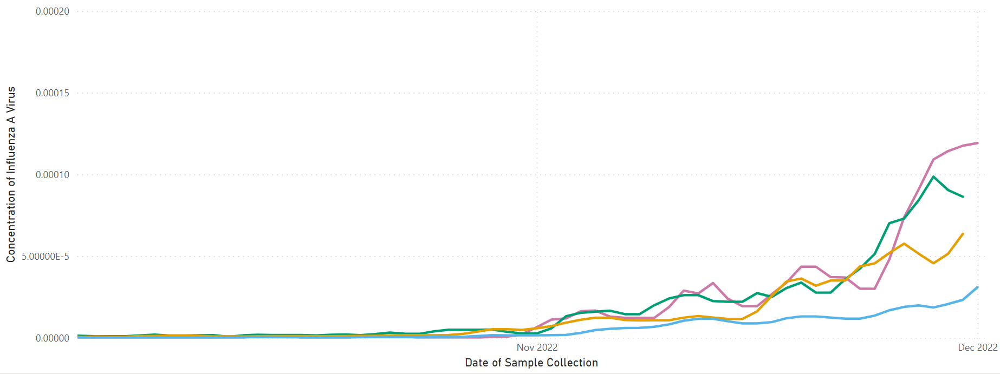 0.00020
0.00015
0.00010
5.00000E-5
0.00000
Concentration of Influenza A Virus
Nov 2022
Dec 2022
Date of Sample Collection